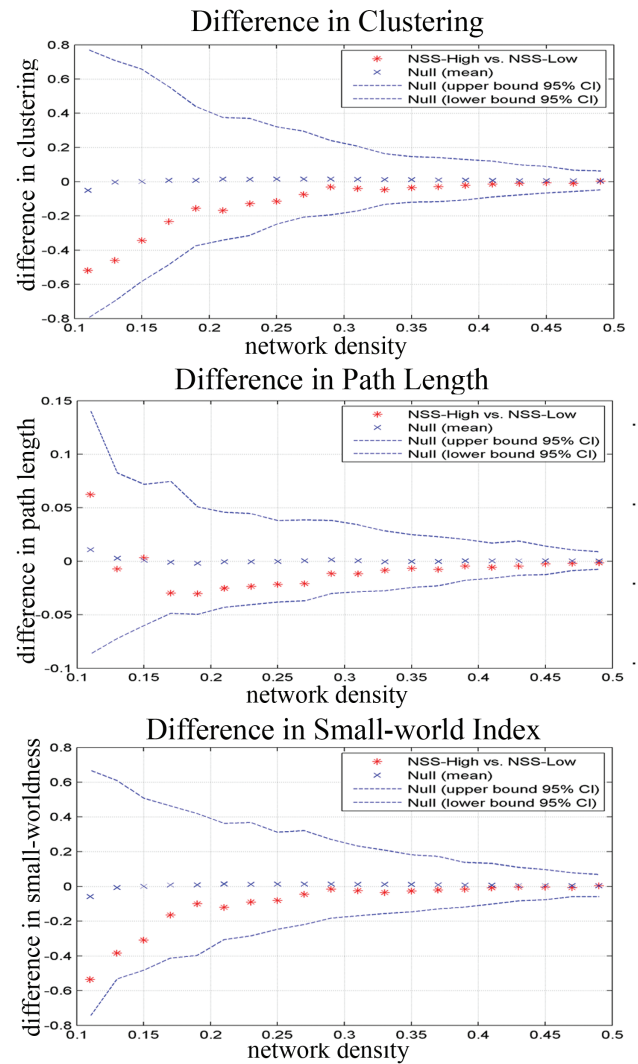 Difference in Clustering
difference in clustering
0.8
0.6
0.4
0.2
0
-0.2
-0.4
-0.6
-0.8
NSS-High vs. NSS-Low
Null (mean)
Null (upper bound 95% CI)
Null (lower bound 95% CI)
0.1 0.15 0.2 0.25 0.3 0.35 0.4 0.45 0.5
network density
Difference in Path Length
difference in path length
0.15
0.1
0.05
0
-0.05
-0.1
NSS-High vs. NSS-Low
Null (mean)
Null (upper bound 95% CI)
Null (lower bound 95% CI)
0.1 0.15 0.2 0.25 0.3 0.35 0.4 0.45 0.5
network density
Difference in Small-world Index
difference in small-worldness
0.8
0.6
0.4
0.2
0
-0.2
-0.4
-0.6
-0.8
NSS-High vs. NSS-Low
Null (mean)
Null (upper bound 95% CI)
Null (lower bound 95% CI)
0.1 0.15 0.2 0.25 0.3 0.35 0.4 0.45 0.5
network density